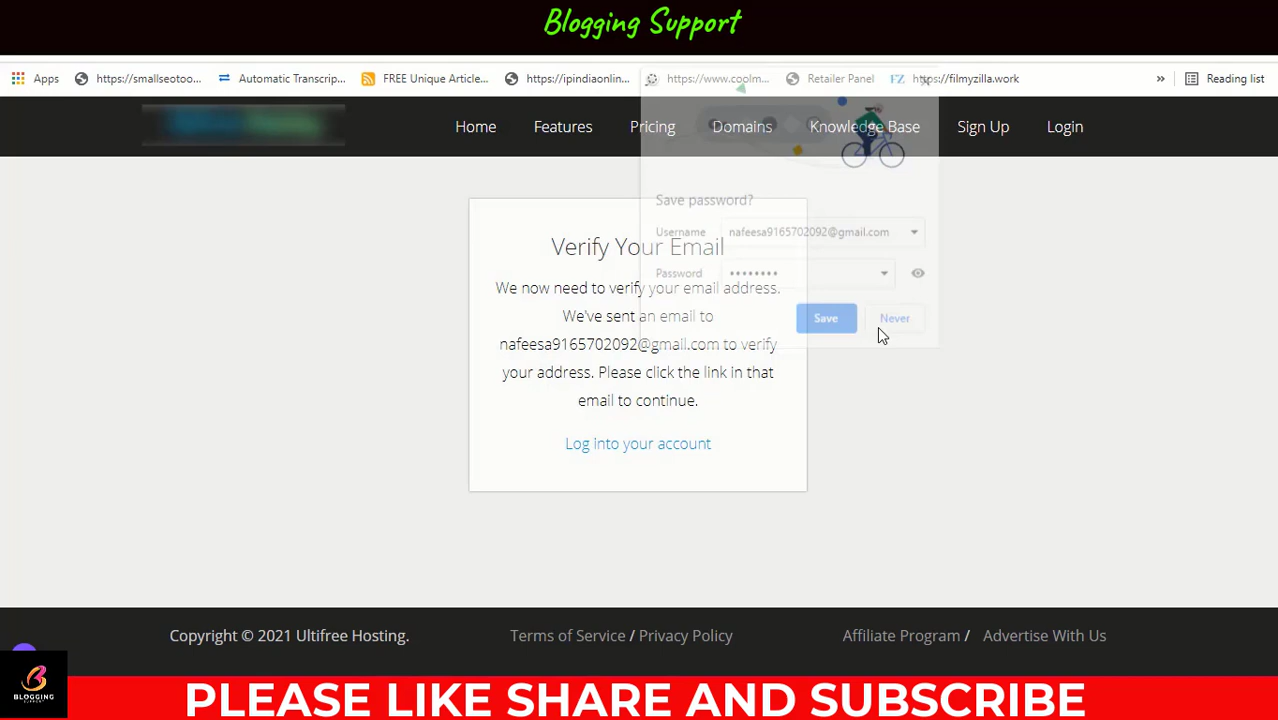 Blogging Support
Apps
https://smallseotoo...
Automatic Transcrip...
FREE Unique Article...
https://ipindiaonlin...
https://www.coolm...
Retailer Panel
https://filmyzilla.work
»
Reading list
Home
Features
Pricing
Domains
Knowledge Base
Sign Up
Login
Save password?
Username
nafeesa9165702092@gmail.com
Password
••••••••
Save
Never
Verify Your Email
We now need to verify your email address.
We've sent an email to
nafeesa9165702092@gmail.com to verify
your address. Please click the link in that
email to continue.
Log into your account
Copyright © 2021 Ultifree Hosting.
Terms of Service / Privacy Policy
Affiliate Program / Advertise With Us
BLOGGING
SUPPORT
PLEASE LIKE SHARE AND SUBSCRIBE